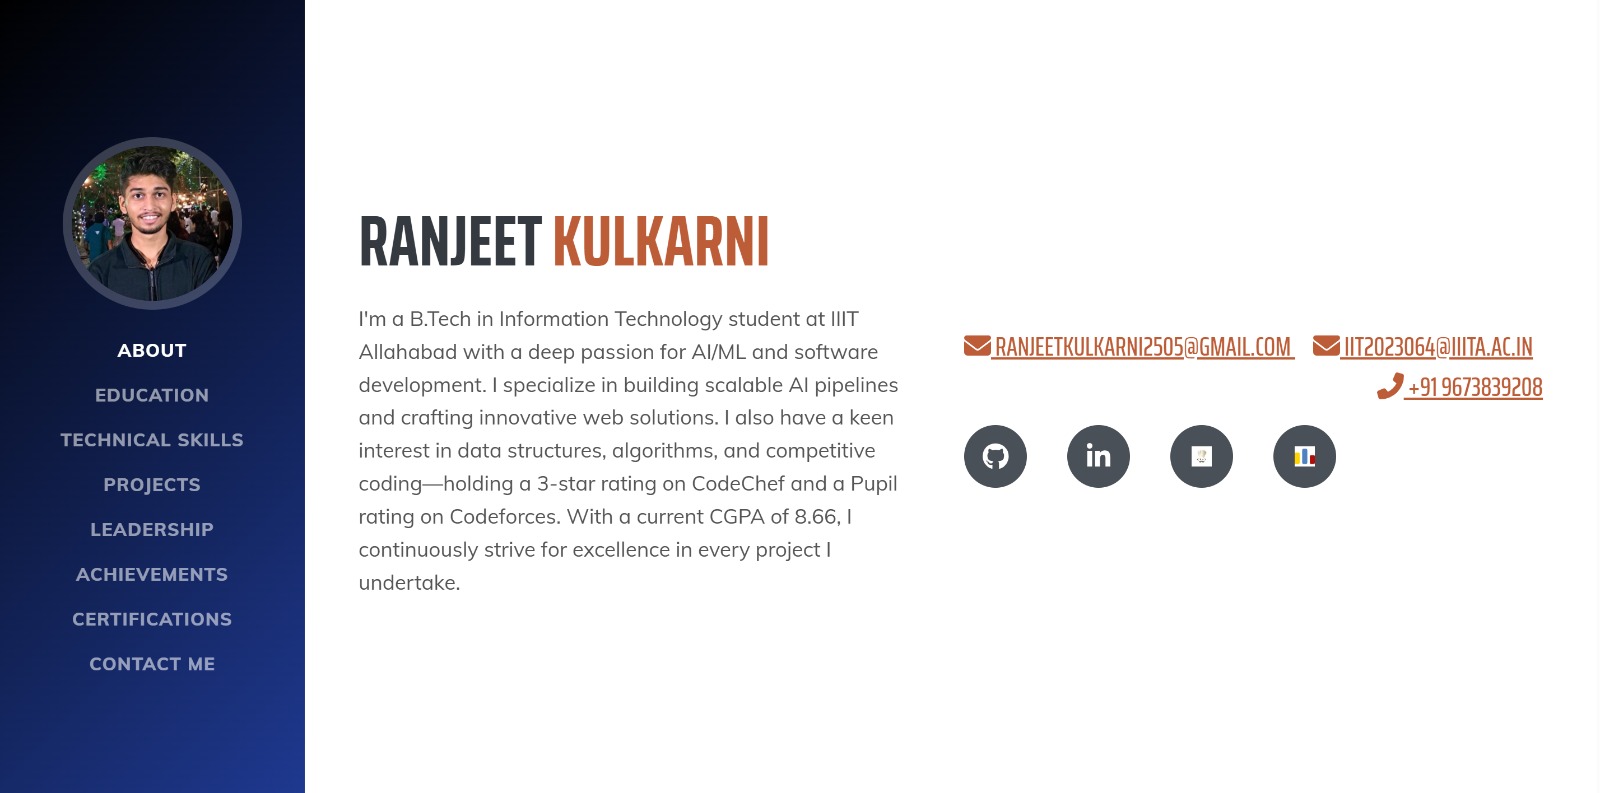 ABOUT
EDUCATION
TECHNICAL SKILLS
PROJECTS
LEADERSHIP
ACHIEVEMENTS
CERTIFICATIONS
CONTACT ME
RANJEET KULKARNI
I'm a B.Tech in Information Technology student at IIIT
Allahabad with a deep passion for AI/ML and software
development. I specialize in building scalable AI pipelines
and crafting innovative web solutions. I also have a keen
interest in data structures, algorithms, and competitive
coding—holding a 3-star rating on CodeChef and a Pupil
rating on Codeforces. With a current CGPA of 8.66, I
continuously strive for excellence in every project I
undertake.
RANJEETKULKARNI2505@GMAIL.COM IIT2023064@IIITA.AC.IN
+91 9673839208
in